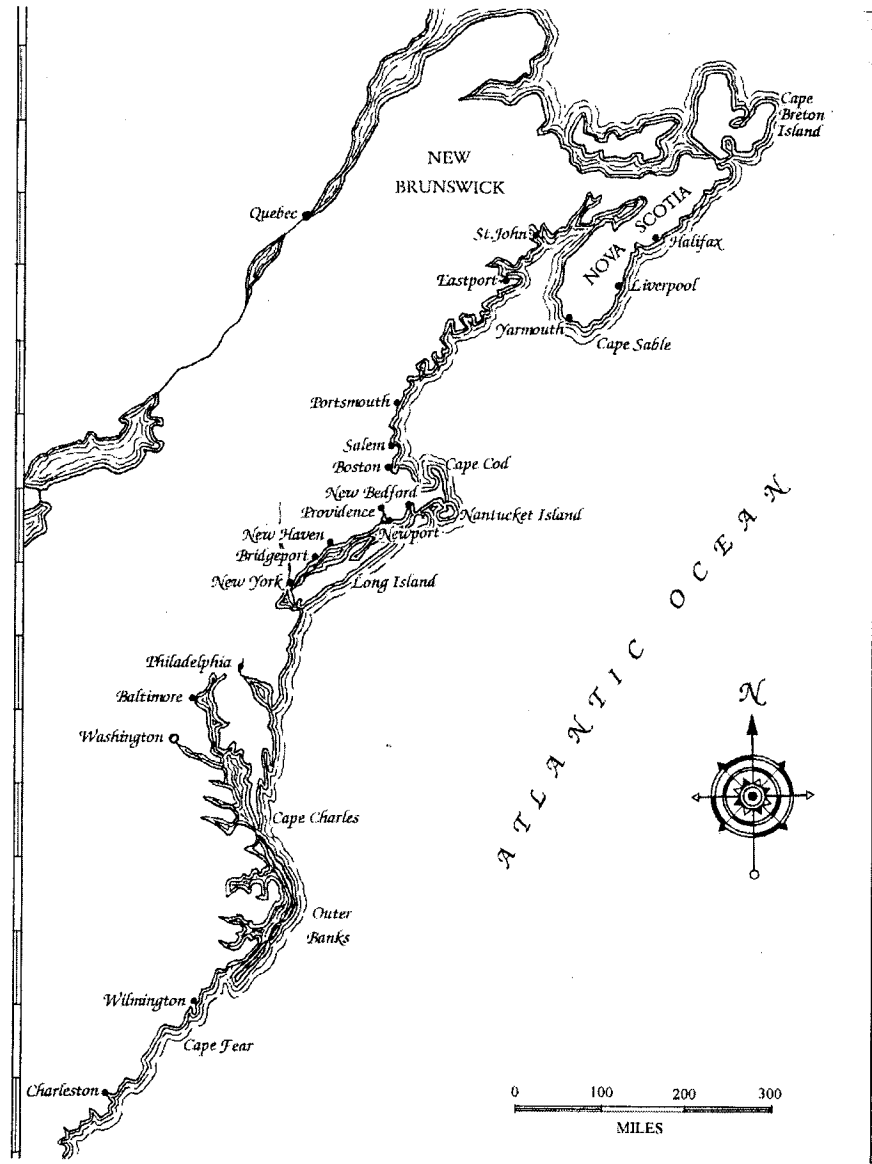 Cape
Breton
Island
NEW
BRUNSWICK
Quebec
St. John
NOVA SCOTIA
Halifax
Eastport
Liverpool
Yarmouth
Cape Sable
Portsmouth
Salem
Boston
Cape Cod
New Bedford
Providence
Nantucket Island
New Haven
Newport
Bridgeport
New York
Long Island
ATLANTIC OCEAN
Philadelphia
Baltimore
N
Washington
Cape Charles
Outer
Banks
Wilmington
Cape Fear
Charleston
0 100 200 300
MILES